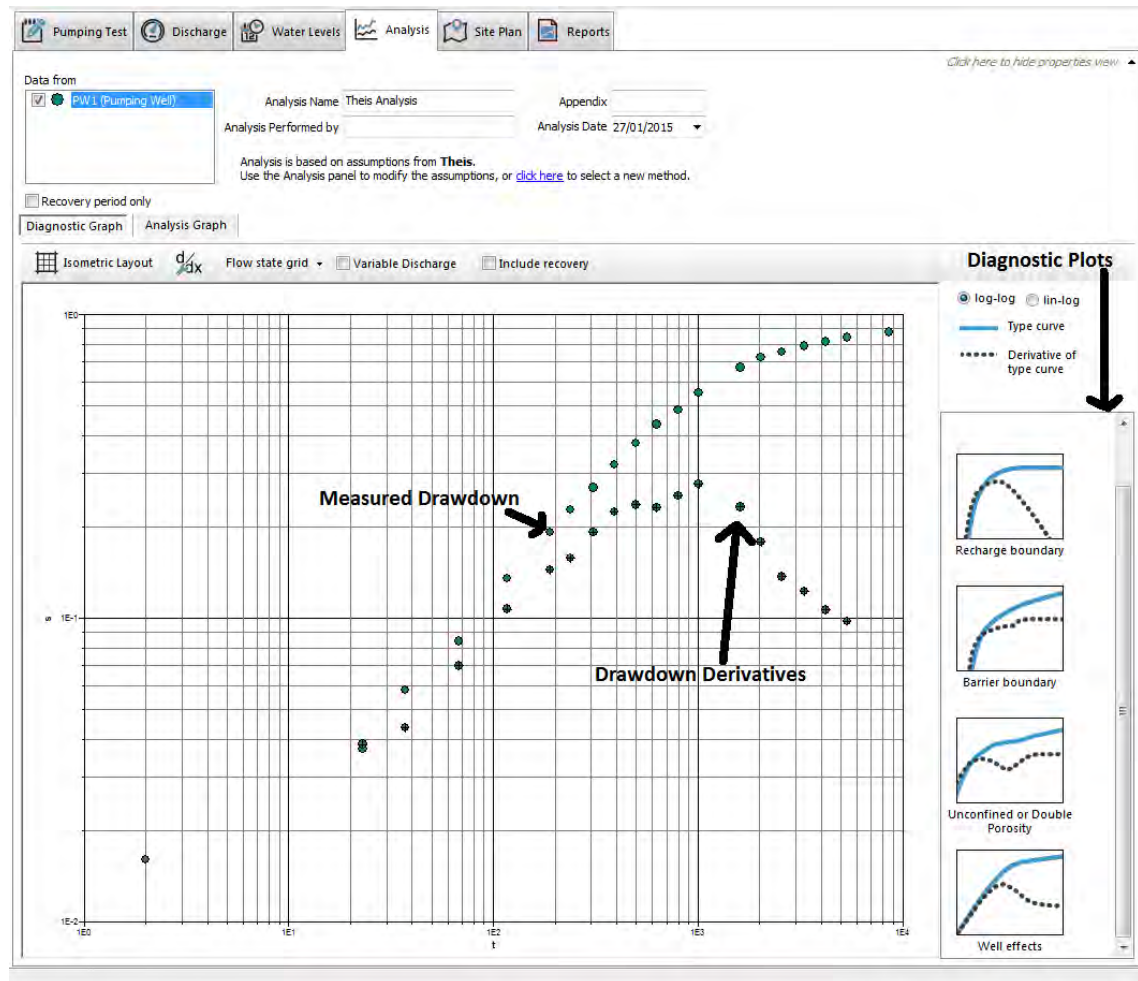 Pumping Test Discharge Water Levels Analysis Site Plan Reports
Click here to hide properties view
Data from
PW1 (Pumping Well)
Analysis Name Theis Analysis Appendix
Analysis Performed by Analysis Date 27/01/2015
Analysis is based on assumptions from Theis.
Use the Analysis panel to modify the assumptions, or click here to select a new method.
Recovery period only
Diagnostic Graph Analysis Graph
Isometric Layout d/dx Flow state grid Variable Discharge Include recovery
Diagnostic Plots
log-log lin-log
Type curve
Derivative of
type curve
1E0
Measured Drawdown
Recharge boundary
s 1E-1
Drawdown Derivatives
Barrier boundary
Unconfined or Double
Porosity
1E-2
1E0 1E1 1E2 1E3 1E4
t
Well effects